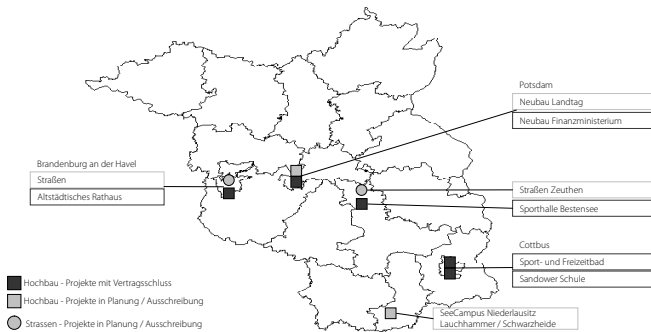 Potsdam
Neubau Landtag
Neubau Finanzministerium
Brandenburg an der Havel
Straßen
Altstädtisches Rathaus
Straßen Zeuthen
Sporthalle Bestensee
Cottbus
Sport- und Freizeitbad
Sandower Schule
SeeCampus Niederlausitz
Lauchhammer / Schwarzheide
Hochbau - Projekte mit Vertragsschluss
Hochbau - Projekte in Planung / Ausschreibung
Strassen - Projekte in Planung / Ausschreibung